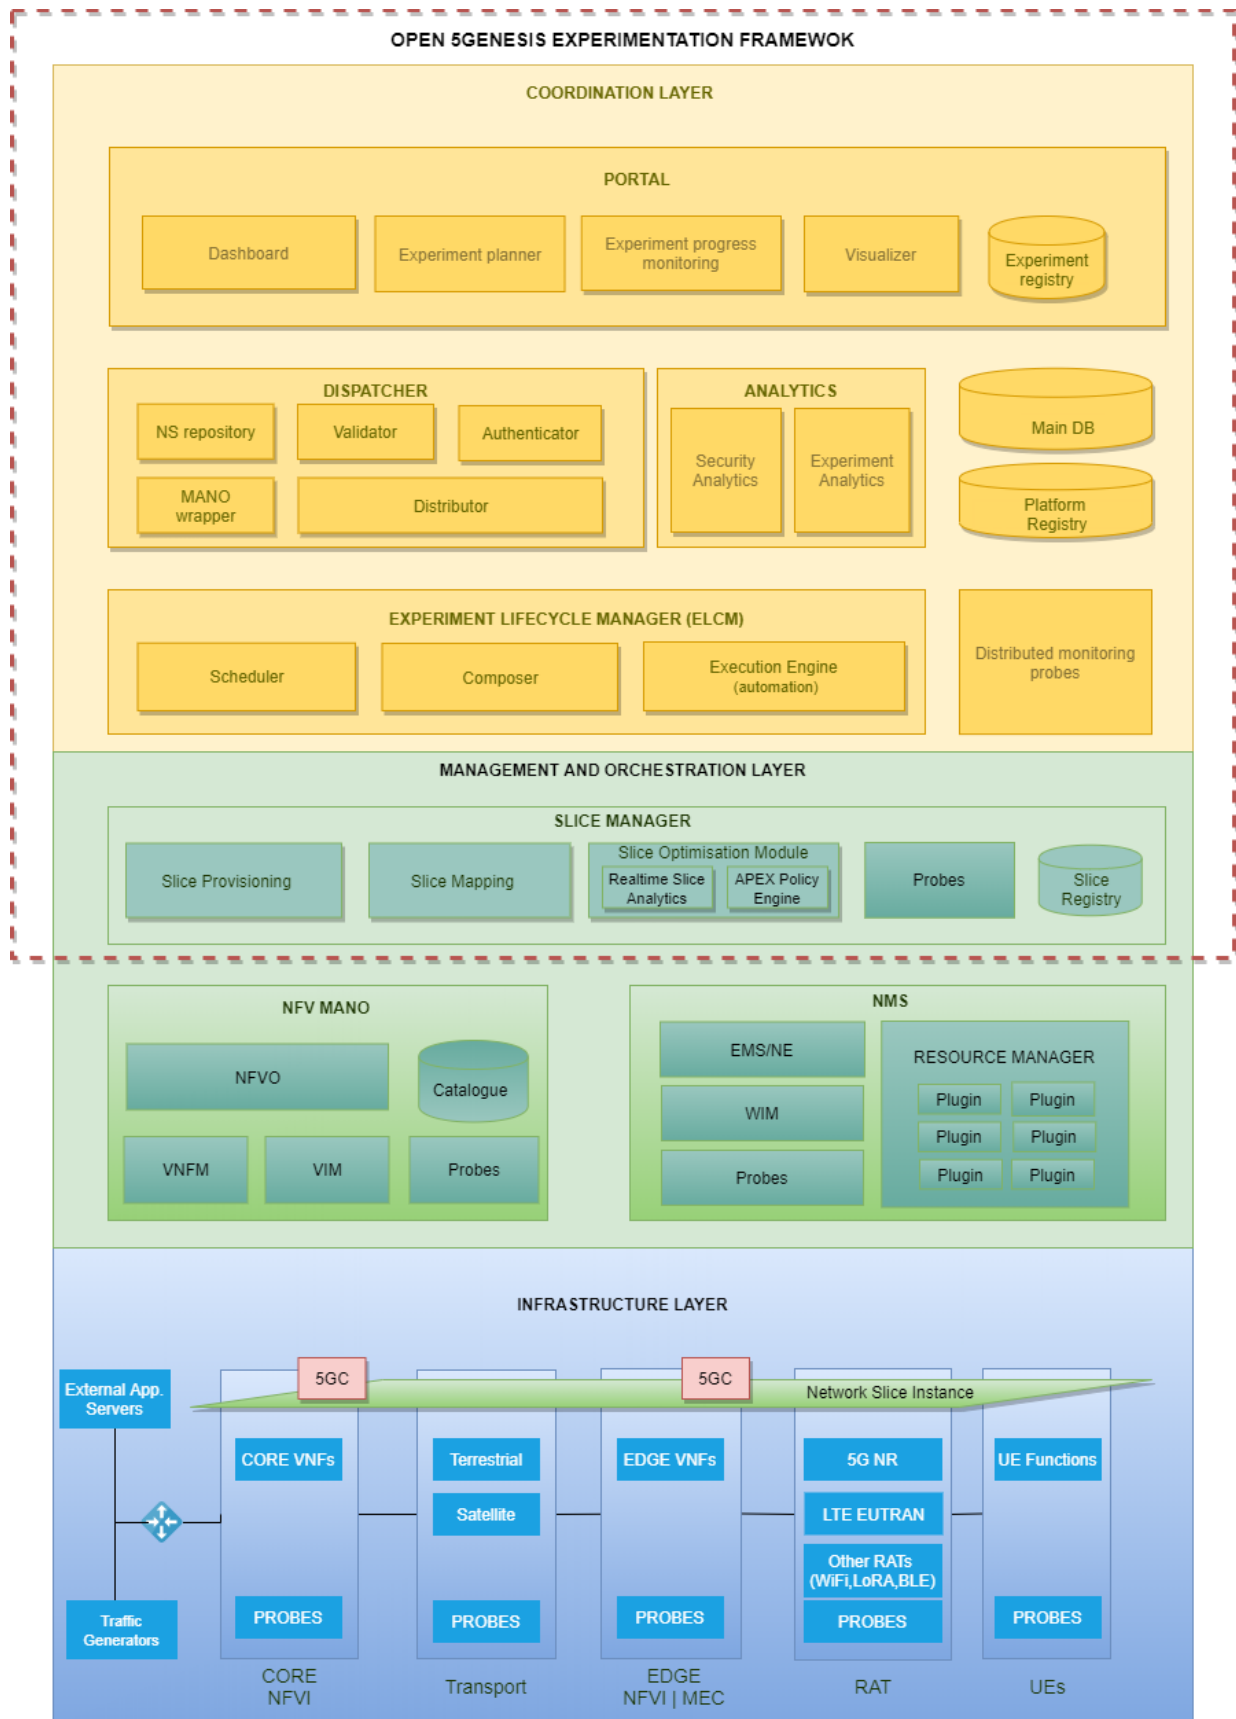 OPEN 5GENESIS EXPERIMENTATION FRAMEWOK
COORDINATION LAYER
PORTAL
Dashboard
Experiment planner
Experiment progress
monitoring
Visualizer
Experiment
registry
DISPATCHER
NS repository
Validator
Authenticator
MANO
wrapper
Distributor
ANALYTICS
Security
Analytics
Experiment
Analytics
Main DB
Platform
Registry
EXPERIMENT LIFECYCLE MANAGER (ELCM)
Scheduler
Composer
Execution Engine
(automation)
Distributed monitoring
probes
MANAGEMENT AND ORCHESTRATION LAYER
SLICE MANAGER
Slice Provisioning
Slice Mapping
Slice Optimisation Module
Realtime Slice
Analytics
APEX Policy
Engine
Probes
Slice
Registry
NFV MANO
NFVO
Catalogue
VNFM
VIM
Probes
NMS
EMS/NE
WIM
Probes
RESOURCE MANAGER
Plugin
Plugin
Plugin
Plugin
Plugin
Plugin
INFRASTRUCTURE LAYER
External App.
Servers
Traffic
Generators
5GC
5GC
Network Slice Instance
CORE VNFs
PROBES
CORE
NFVI
Terrestrial
Satellite
PROBES
Transport
EDGE VNFs
PROBES
EDGE
NFVI | MEC
5G NR
LTE EUTRAN
Other RATs
(WiFi,LoRA,BLE)
PROBES
RAT
UE Functions
PROBES
UEs